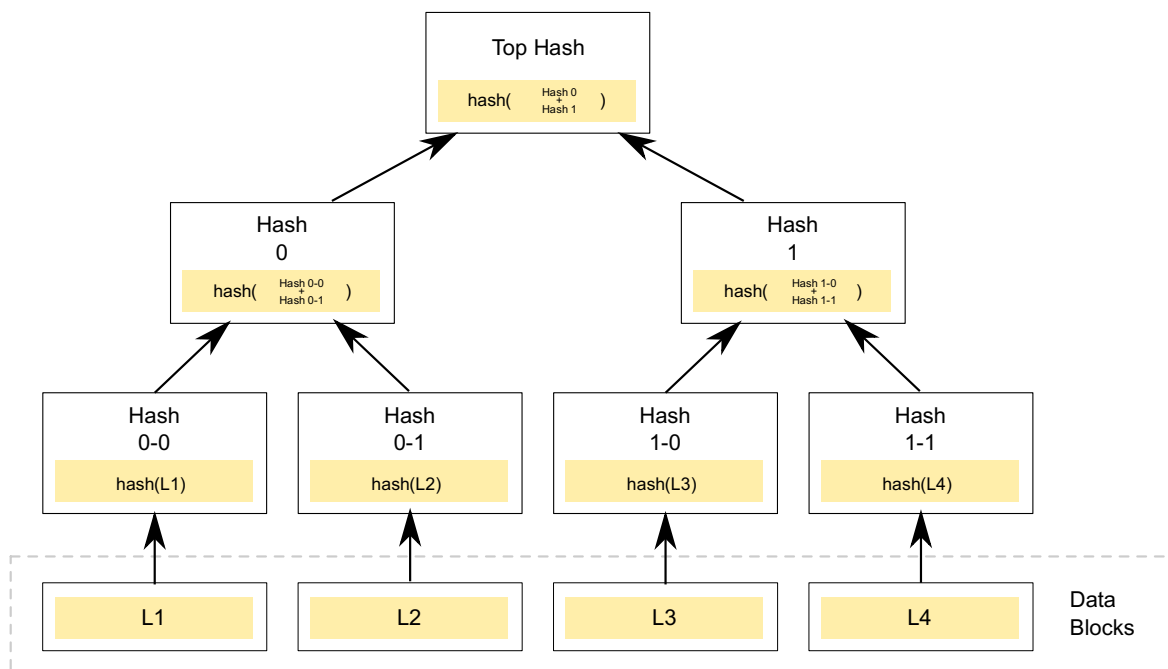 Top Hash
hash( Hash 0 + Hash 1 )
Hash
0
hash( Hash 0-0 + Hash 0-1 )
Hash
1
hash( Hash 1-0 + Hash 1-1 )
Hash
0-0
hash(L1)
Hash
0-1
hash(L2)
Hash
1-0
hash(L3)
Hash
1-1
hash(L4)
L1
L2
L3
L4
Data
Blocks